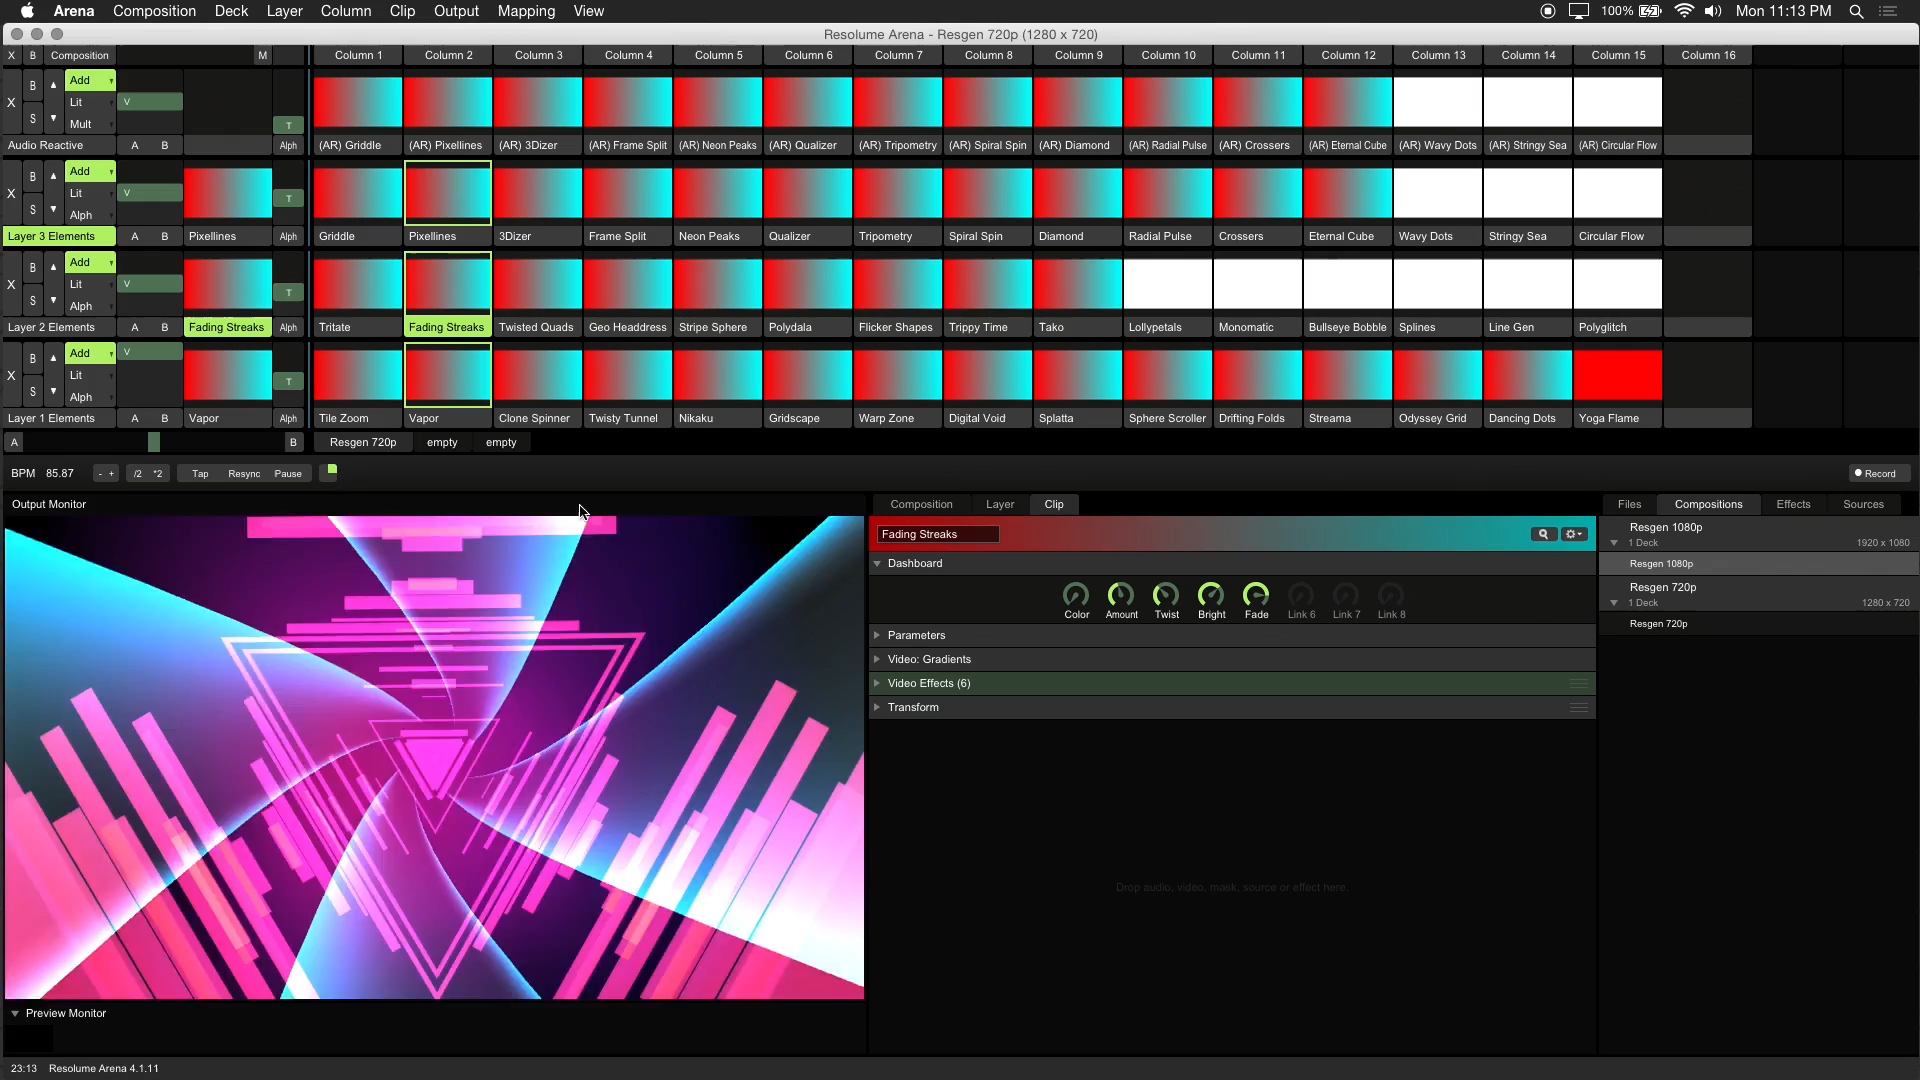 Arena Composition Deck Layer Column Clip Output Mapping View 100% Mon 11:13 PM
Resolume Arena - Resgen 720p (1280 x 720)
X B Composition M Column 1 Column 2 Column 3 Column 4 Column 5 Column 6 Column 7 Column 8 Column 9 Column 10 Column 11 Column 12 Column 13 Column 14 Column 15 Column 16
B Add
X Lit V
S Mult T
Audio Reactive A B Alph (AR) Griddle (AR) Pixellines (AR) 3Dizer (AR) Frame Split (AR) Neon Peaks (AR) Qualizer (AR) Tripometry (AR) Spiral Spin (AR) Diamond (AR) Radial Pulse (AR) Crossers (AR) Eternal Cube (AR) Wavy Dots (AR) Stringy Sea (AR) Circular Flow
B Add
X Lit V T
S Alph
Layer 3 Elements A B Pixellines Alph Griddle Pixellines 3Dizer Frame Split Neon Peaks Qualizer Tripometry Spiral Spin Diamond Radial Pulse Crossers Eternal Cube Wavy Dots Stringy Sea Circular Flow
B Add
X Lit V T
S Alph
Layer 2 Elements A B Fading Streaks Alph Tritate Fading Streaks Twisted Quads Geo Headdress Stripe Sphere Polydala Flicker Shapes Trippy Time Tako Lollypetals Monomatic Bullseye Bobble Splines Line Gen Polyglitch
B Add V
X Lit T
S Alph
Layer 1 Elements A B Vapor Alph Tile Zoom Vapor Clone Spinner Twisty Tunnel Nikaku Gridscape Warp Zone Digital Void Splatta Sphere Scroller Drifting Folds Streama Odyssey Grid Dancing Dots Yoga Flame
A B Resgen 720p empty empty
BPM 85.87 - + /2 *2 Tap Resync Pause Record
Output Monitor Composition Layer Clip Files Compositions Effects Sources
Fading Streaks
Dashboard
Color Amount Twist Bright Fade Link 6 Link 7 Link 8
Parameters
Video: Gradients
Video Effects (6)
Transform
Drop audio, video, mask, source or effect here.
Resgen 1080p
1 Deck 1920 x 1080
Resgen 1080p
Resgen 720p
1 Deck 1280 x 720
Resgen 720p
Preview Monitor
23:13 Resolume Arena 4.1.11